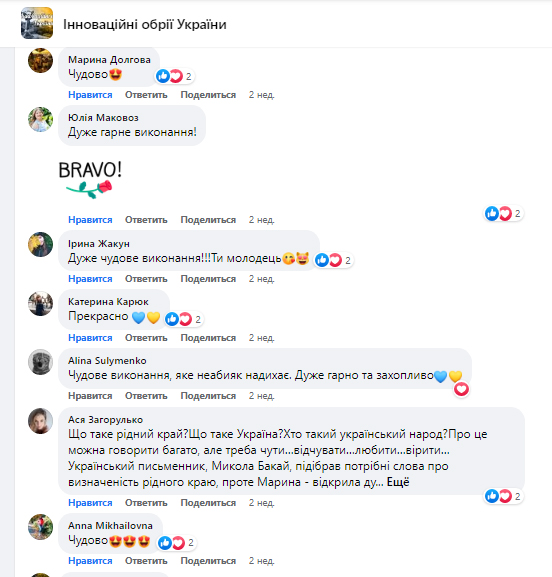 Інноваційні обрії України
Марина Долгова
Чудово😍
2
Нравится Ответить Поделиться 2 нед.
Юлія Маковоз
Дуже гарне виконання!
BRAVO!
2
Нравится Ответить Поделиться 2 нед.
Ірина Жакун
Дуже чудове виконання!!!Ти молодець😘😻
2
Нравится Ответить Поделиться 2 нед.
Катерина Карюк
Прекрасно 💙💛
2
Нравится Ответить Поделиться 2 нед.
Alina Sulymenko
Чудове виконання, яке неабияк надихає. Дуже гарно та захопливо💙💛
Нравится Ответить Поделиться 2 нед.
Ася Загорулько
Що таке рідний край?Що таке Україна?Хто такий український народ?Про це
можна говорити багато, але треба чути...відчувати...любити...вірити...
Український письменник, Микола Бакай, підібрав потрібні слова про
визначеність рідного краю, проте Марина - відкрила ду... Ещё
2
Нравится Ответить Поделиться 2 нед.
Anna Mikhailovna
Чудово😍😍😍
2
Нравится Ответить Поделиться 2 нед.